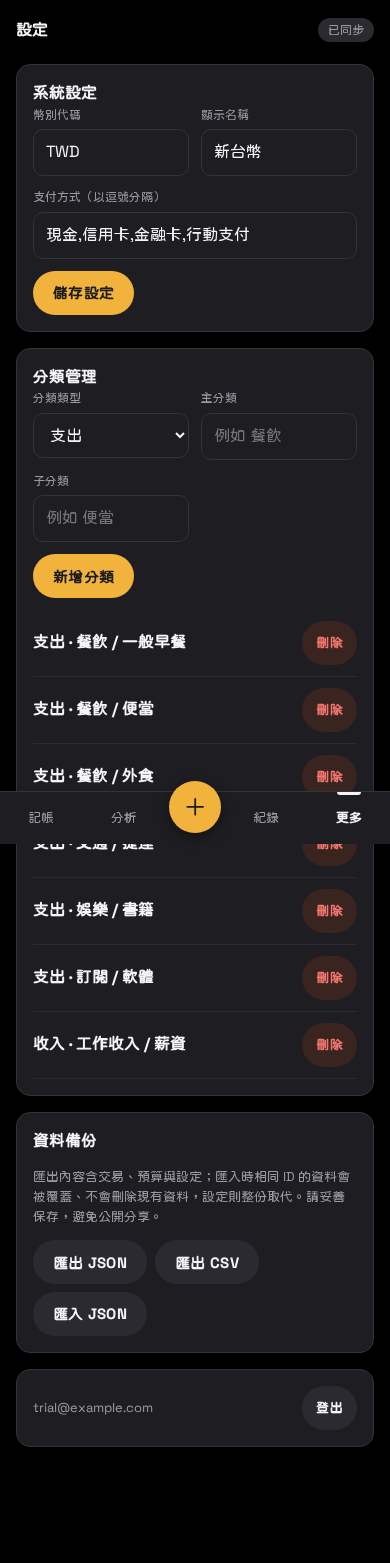 設定
已同步
系統設定
幣別代碼
顯示名稱
TWD
新台幣
支付方式（以逗號分隔）
現金,信用卡,金融卡,行動支付
儲存設定
分類管理
分類類型
主分類
支出
例如 餐飲
子分類
例如 便當
新增分類
支出 · 餐飲 / 一般早餐
刪除
支出 · 餐飲 / 便當
刪除
支出 · 餐飲 / 外食
刪除
記帳
分析
+
紀錄
更多
支出 · 交通 / 捷運
刪除
支出 · 娛樂 / 書籍
刪除
支出 · 訂閱 / 軟體
刪除
收入 · 工作收入 / 薪資
刪除
資料備份
匯出內容含交易、預算與設定；匯入時相同 ID 的資料會
被覆蓋、不會刪除現有資料，設定則整份取代。請妥善
保存，避免公開分享。
匯出 JSON
匯出 CSV
匯入 JSON
trial@example.com
登出